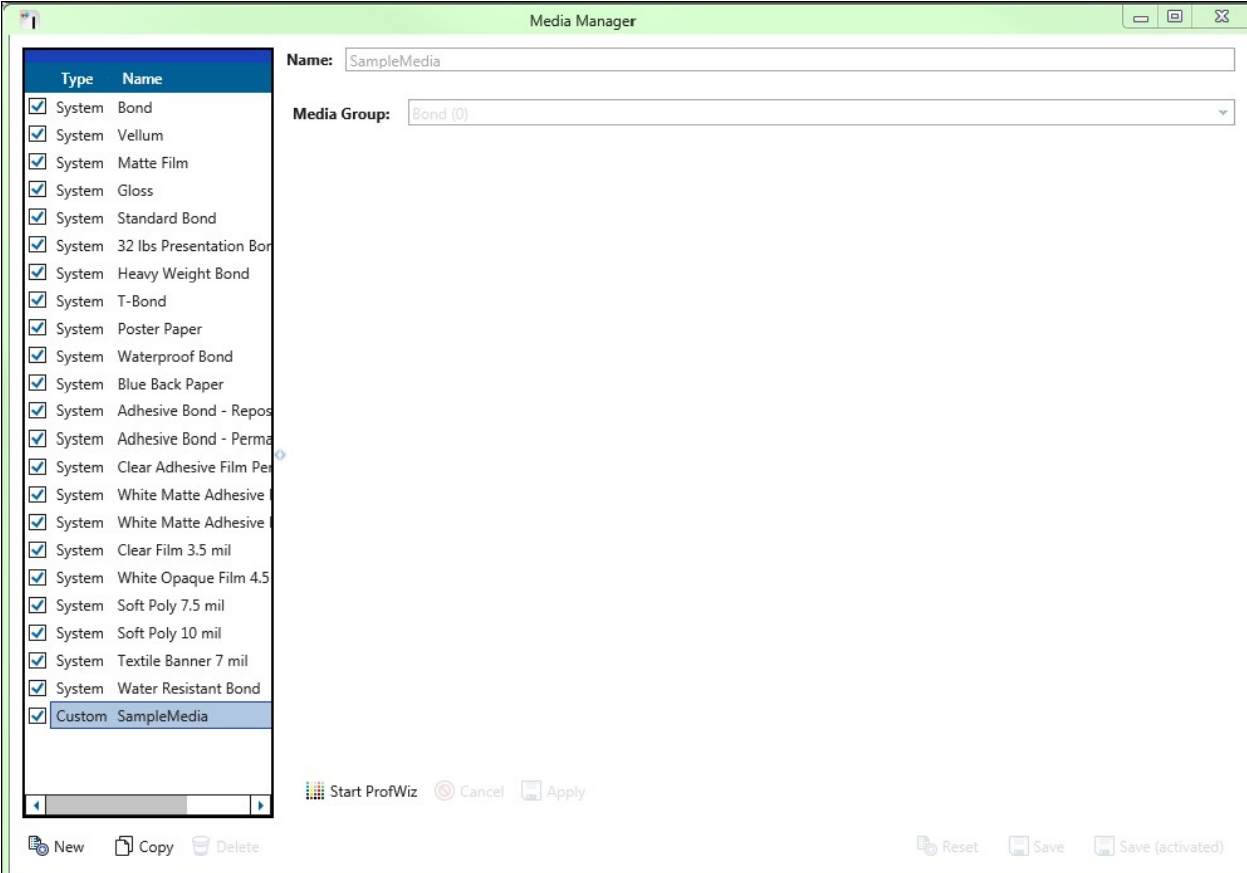 Media Manager
Name: SampleMedia
Media Group: Bond (0)
Type Name
System Bond
System Vellum
System Matte Film
System Gloss
System Standard Bond
System 32 lbs Presentation Bon
System Heavy Weight Bond
System T-Bond
System Poster Paper
System Waterproof Bond
System Blue Back Paper
System Adhesive Bond - Repos
System Adhesive Bond - Perma
System Clear Adhesive Film Per
System White Matte Adhesive
System White Matte Adhesive
System Clear Film 3.5 mil
System White Opaque Film 4.5
System Soft Poly 7.5 mil
System Soft Poly 10 mil
System Textile Banner 7 mil
System Water Resistant Bond
Custom SampleMedia
Start ProfWiz Cancel Apply
New Copy Delete Reset Save Save (activated)